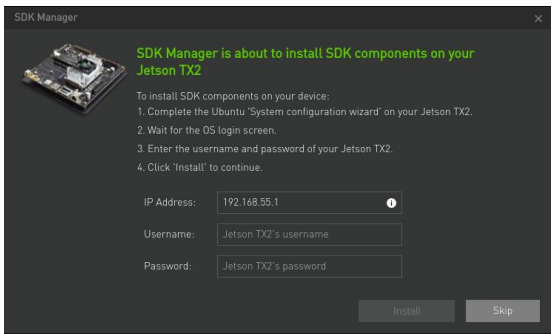 SDK Manager
SDK Manager is about to install SDK components on your
Jetson TX2
To install SDK components on your device:
1. Complete the Ubuntu 'System configuration wizard' on your Jetson TX2.
2. Wait for the OS login screen.
3. Enter the username and password of your Jetson TX2.
4. Click 'Install' to continue.
IP Address: 192.168.55.1
Username: Jetson TX2's username
Password: Jetson TX2's password
Install Skip